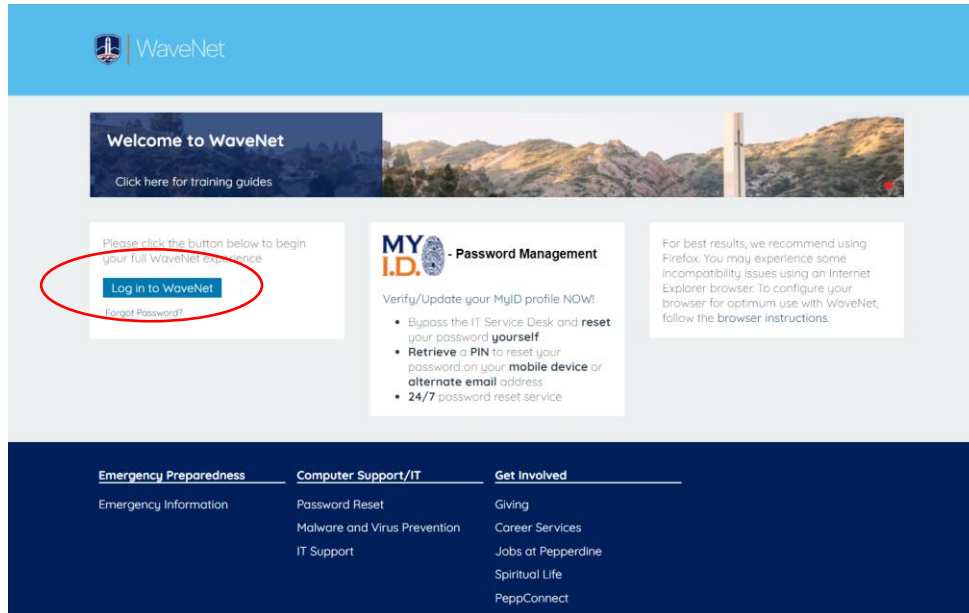 WaveNet
Welcome to WaveNet
Click here for training guides
Please click the button below to begin
your full WaveNet experience
Log in to WaveNet
Forgot Password?
MY
I.D.
- Password Management
Verify/Update your MyID profile NOW!
• Bypass the IT Service Desk and reset
your password yourself
• Retrieve a PIN to reset your
password on your mobile device or
alternate email address
• 24/7 password reset service
For best results, we recommend using
Firefox. You may experience some
incompatibility issues using an Internet
Explorer browser. To configure your
browser for optimum use with WaveNet,
follow the browser instructions.
Emergency Preparedness
Emergency Information
Computer Support/IT
Password Reset
Malware and Virus Prevention
IT Support
Get Involved
Giving
Career Services
Jobs at Pepperdine
Spiritual Life
PeppConnect